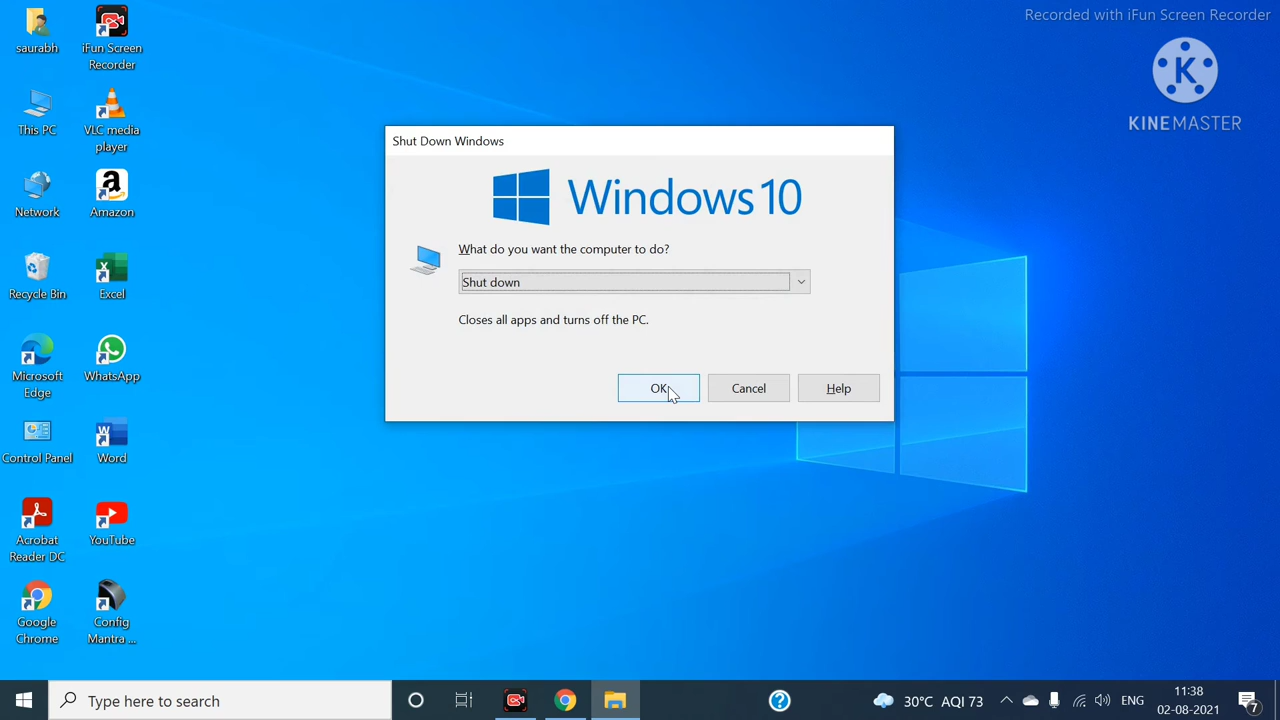 Recorded with iFun Screen Recorder
KINEMASTER
saurabh
iFun Screen
Recorder
This PC
VLC media
player
Network
Amazon
Recycle Bin
Excel
Microsoft
Edge
WhatsApp
Control Panel
Word
Acrobat
Reader DC
YouTube
Google
Chrome
Config
Mantra ...
Shut Down Windows
Windows 10
What do you want the computer to do?
Shut down
Closes all apps and turns off the PC.
OK
Cancel
Help
Type here to search
30°C AQI 73
ENG
11:38
02-08-2021
7